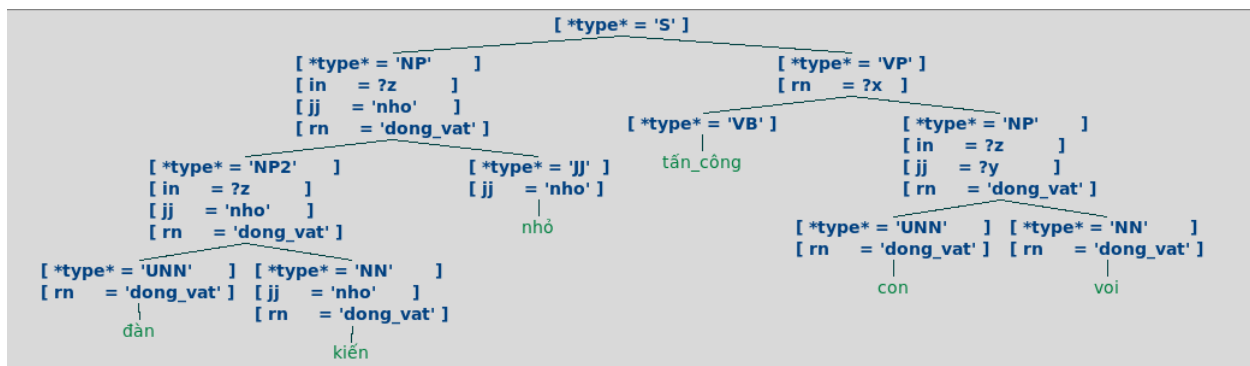 [ *type* = 'S' ]
[ *type* = 'NP' ]
[ in = ?z ]
[ jj = 'nho' ]
[ rn = 'dong_vat' ]
[ *type* = 'VP' ]
[ rn = ?x ]
[ *type* = 'NP2' ]
[ in = ?z ]
[ jj = 'nho' ]
[ rn = 'dong_vat' ]
[ *type* = 'JJ' ]
[ jj = 'nho' ]
nhỏ
[ *type* = 'VB' ]
tấn_công
[ *type* = 'NP' ]
[ in = ?z ]
[ jj = ?y ]
[ rn = 'dong_vat' ]
[ *type* = 'UNN' ]
[ rn = 'dong_vat' ]
đàn
[ *type* = 'NN' ]
[ jj = 'nho' ]
[ rn = 'dong_vat' ]
kiến
[ *type* = 'UNN' ]
[ rn = 'dong_vat' ]
con
[ *type* = 'NN' ]
[ rn = 'dong_vat' ]
voi